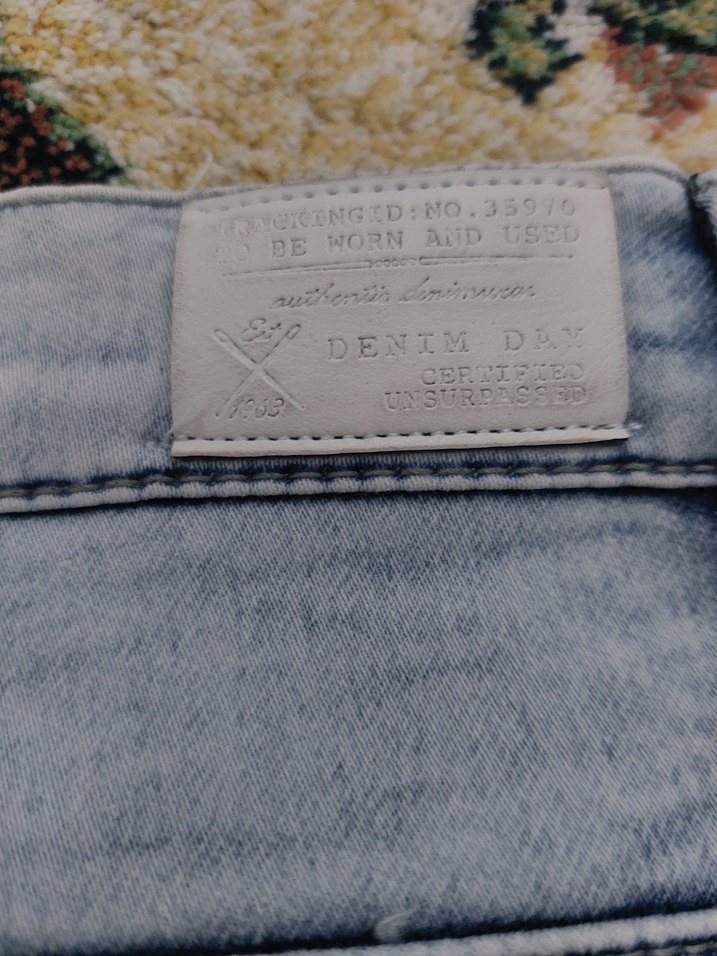 TRACKINGID:NO.35970
TO BE WORN AND USED
authentic denimwear
Est
DENIM DAY
CERTIFIED
1963
UNSURPASSED